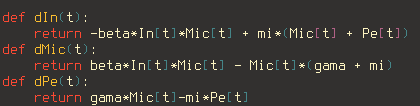 def dIn(t):
    return -beta*In[t]*Mic[t] + mi*(Mic[t] + Pe[t])
def dMic(t):
    return beta*In[t]*Mic[t] - Mic[t]*(gama + mi)
def dPe(t):
    return gama*Mic[t]-mi*Pe[t]